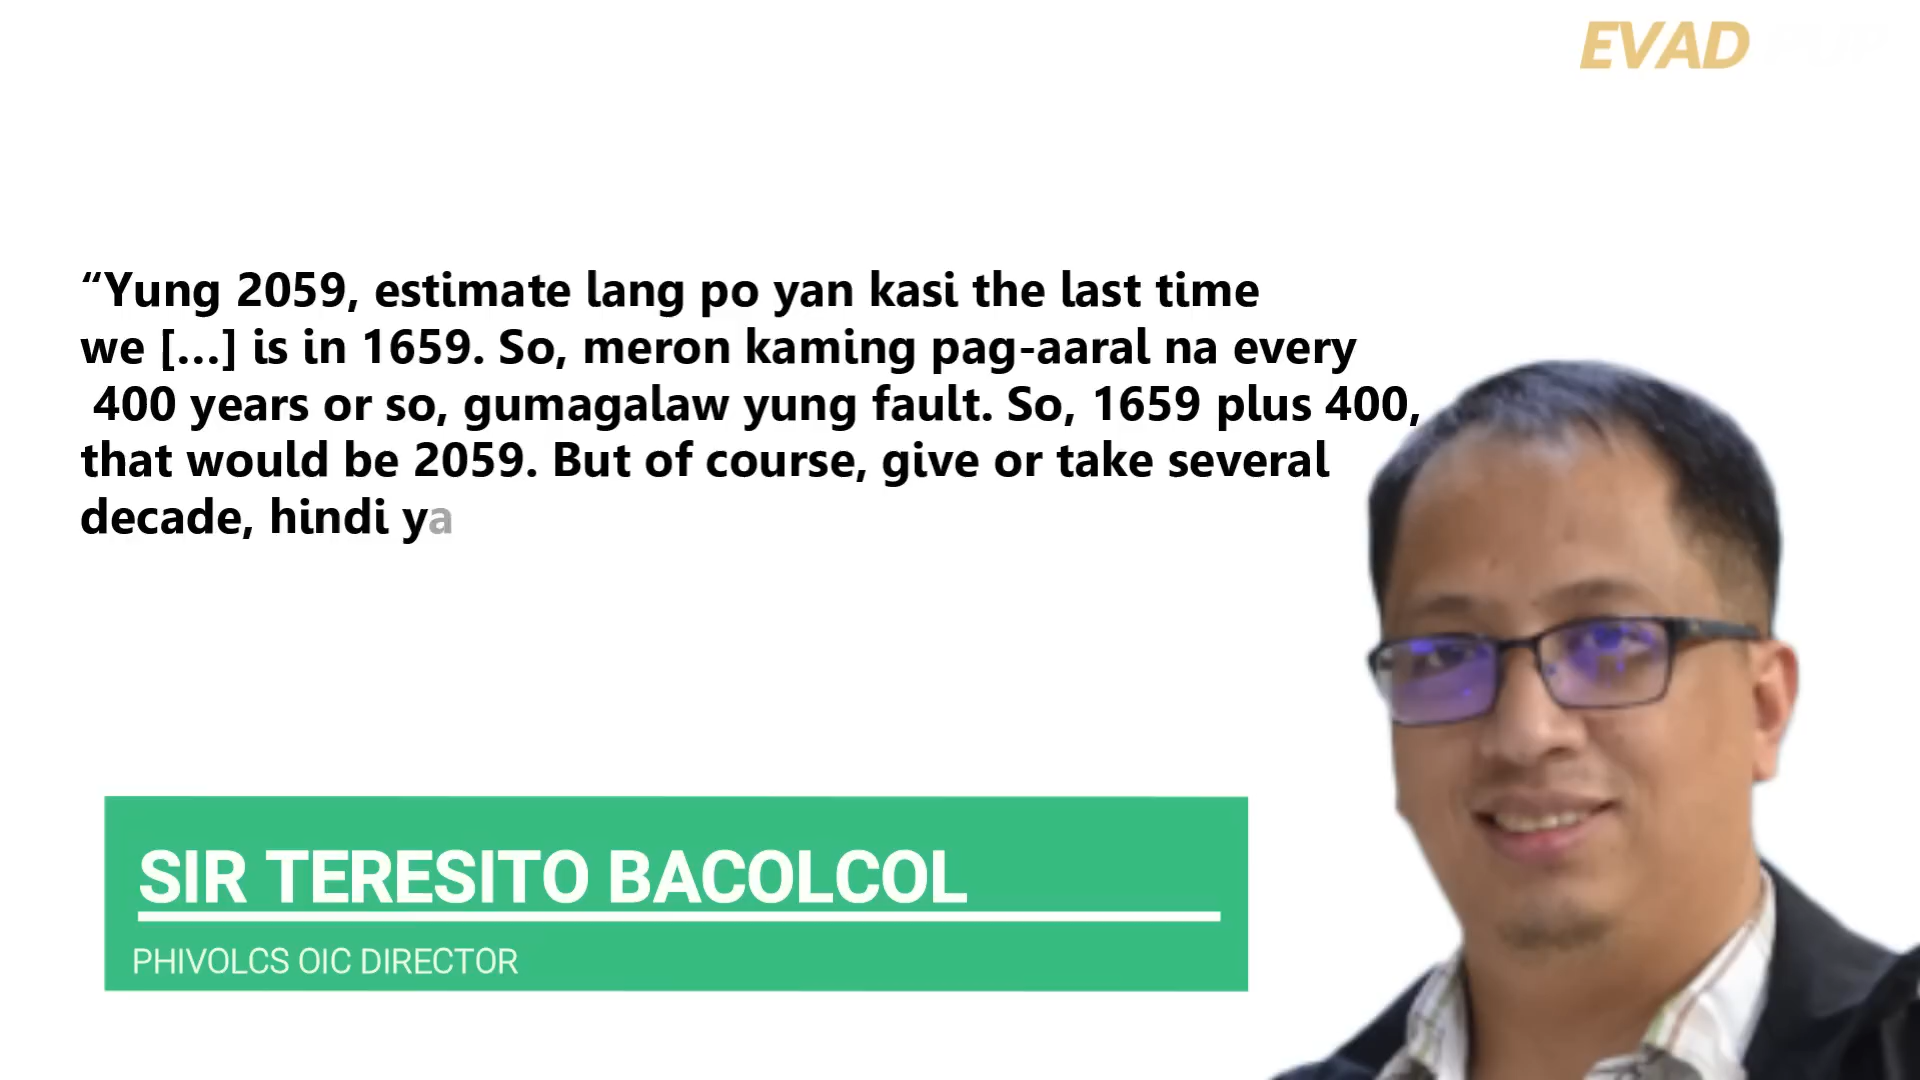 EVAD
“Yung 2059, estimate lang po yan kasi the last time
we [...] is in 1659. So, meron kaming pag-aaral na every
400 years or so, gumagalaw yung fault. So, 1659 plus 400,
that would be 2059. But of course, give or take several
decade, hindi ya
SIR TERESITO BACOLCOL
PHIVOLCS OIC DIRECTOR